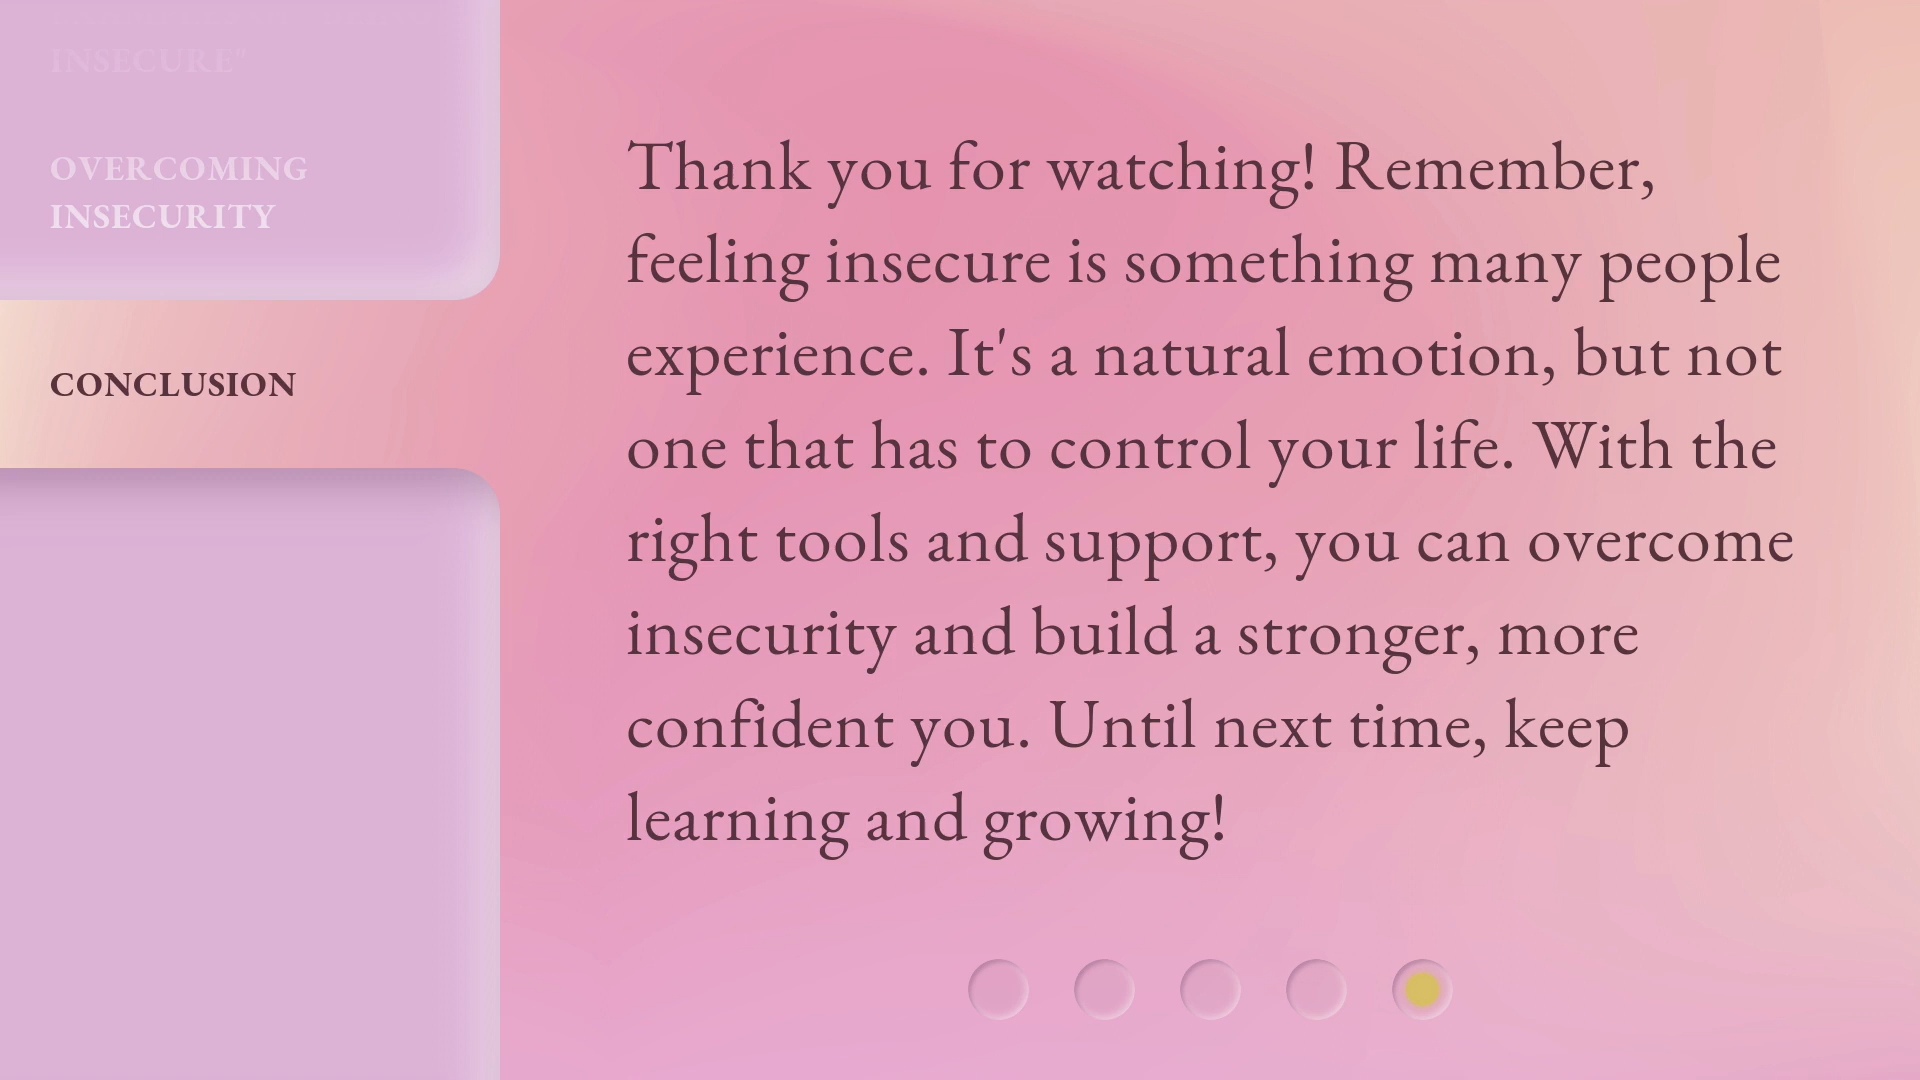 INSECURE"
OVERCOMING
INSECURITY
CONCLUSION
Thank you for watching! Remember,
feeling insecure is something many people
experience. It's a natural emotion, but not
one that has to control your life. With the
right tools and support, you can overcome
insecurity and build a stronger, more
confident you. Until next time, keep
learning and growing!